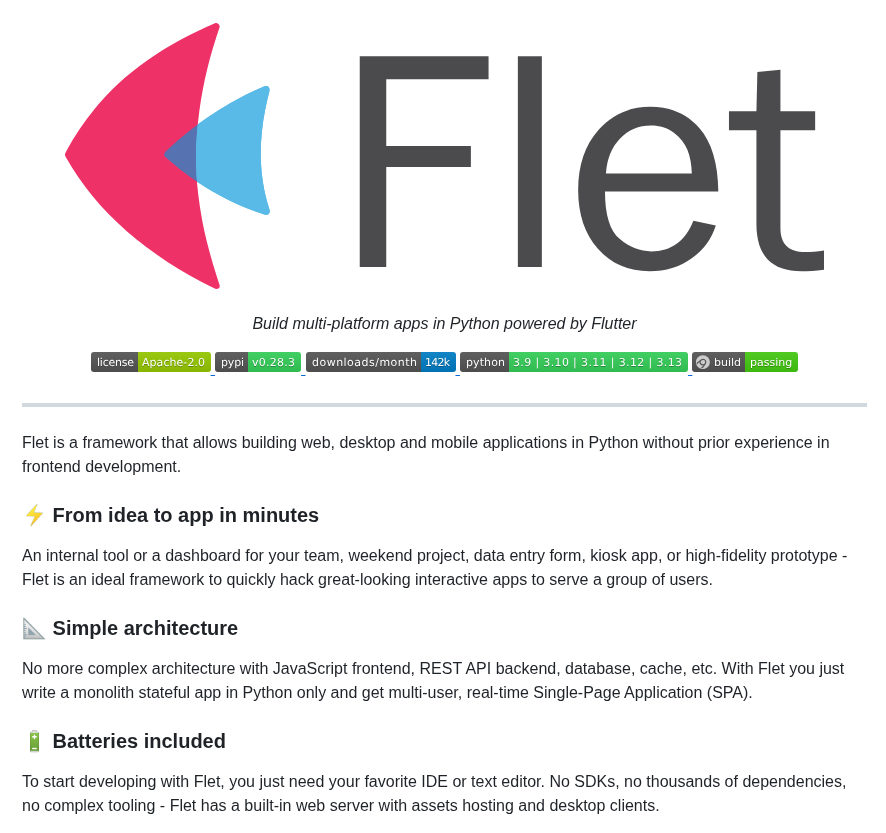 Flet
Build multi-platform apps in Python powered by Flutter
license Apache-2.0 pypi v0.28.3 downloads/month 142k python 3.9 | 3.10 | 3.11 | 3.12 | 3.13 build passing
Flet is a framework that allows building web, desktop and mobile applications in Python without prior experience in
frontend development.
⚡ From idea to app in minutes
An internal tool or a dashboard for your team, weekend project, data entry form, kiosk app, or high-fidelity prototype -
Flet is an ideal framework to quickly hack great-looking interactive apps to serve a group of users.
📐 Simple architecture
No more complex architecture with JavaScript frontend, REST API backend, database, cache, etc. With Flet you just
write a monolith stateful app in Python only and get multi-user, real-time Single-Page Application (SPA).
🔋 Batteries included
To start developing with Flet, you just need your favorite IDE or text editor. No SDKs, no thousands of dependencies,
no complex tooling - Flet has a built-in web server with assets hosting and desktop clients.